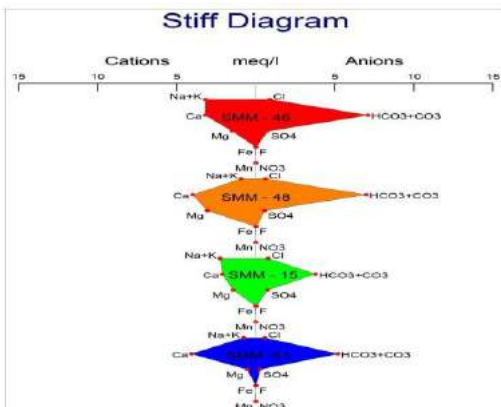 Stiff Diagram
Cations meq/l Anions
15 10 5 5 10 15
Na+K Cl
Ca SMM - 46 HCO3+CO3
Mg SO4
Fe F
Mn NO3
Na+K Cl
Ca SMM - 48 HCO3+CO3
Mg SO4
Fe F
Mn NO3
Na+K Cl
Ca SMM - 15 HCO3+CO3
Mg SO4
Fe F
Mn NO3
Na+K Cl
Ca HCO3+CO3
Mg SO4
Fe F
Mn NO3